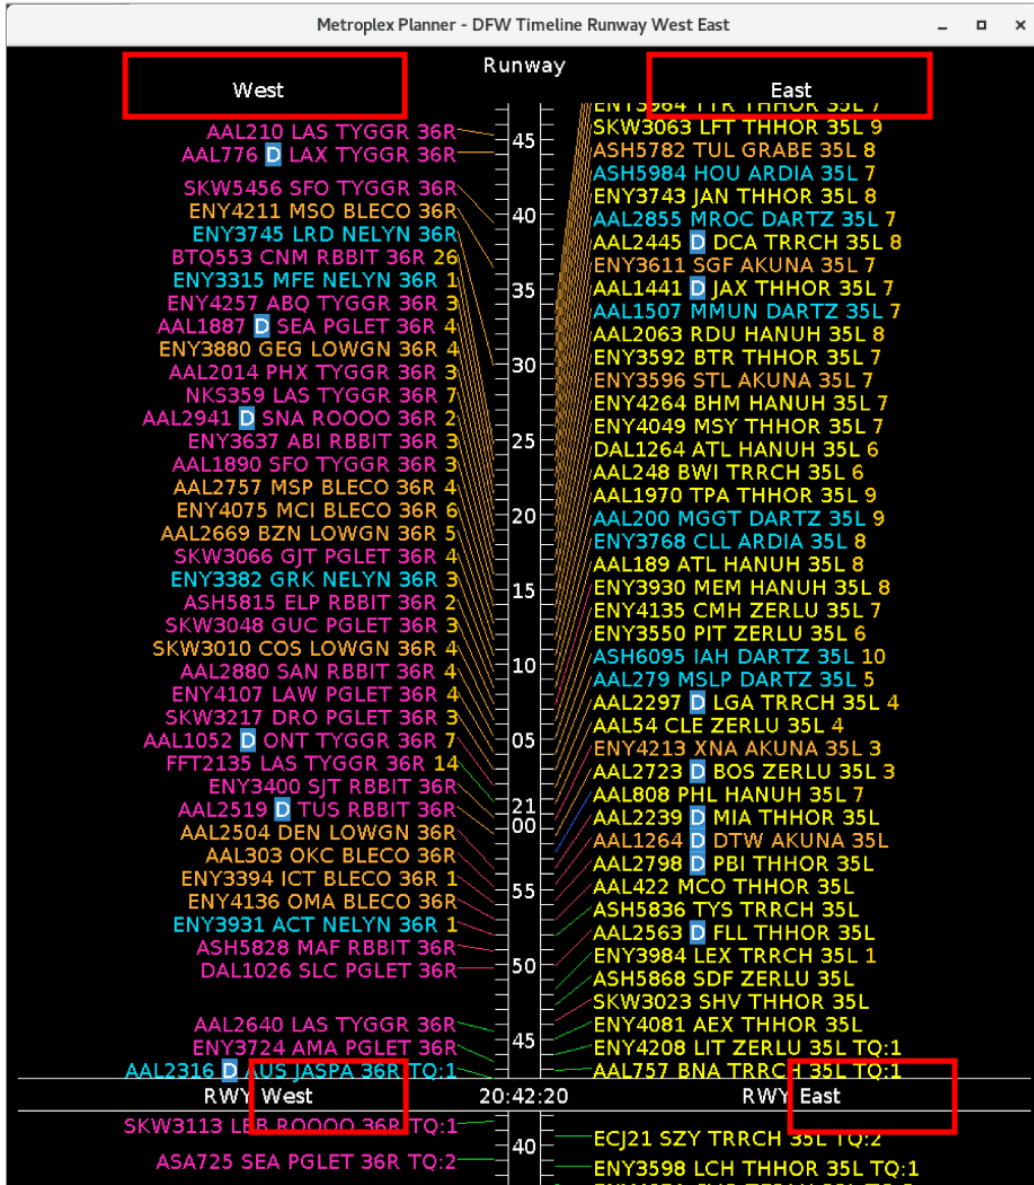 Metroplex Planner - DFW Timeline Runway West East
Runway
West
East
AAL210 LAS TYGGR 36R
AAL776 D LAX TYGGR 36R
SKW5456 SFO TYGGR 36R
ENY4211 MSO BLECO 36R
ENY3745 LRD NELYN 36R
BTQ553 CNM RBBIT 36R 26
ENY3315 MFE NELYN 36R 1
ENY4257 ABQ TYGGR 36R 3
AAL1887 D SEA PGLET 36R 4
ENY3880 GEG LOWGN 36R 4
AAL2014 PHX TYGGR 36R 3
NKS359 LAS TYGGR 36R 7
AAL2941 D SNA ROOOO 36R 2
ENY3637 ABI RBBIT 36R 3
AAL1890 SFO TYGGR 36R 3
AAL2757 MSP BLECO 36R 4
ENY4075 MCI BLECO 36R 6
AAL2669 BZN LOWGN 36R 5
SKW3066 GJT PGLET 36R 4
ENY3382 GRK NELYN 36R 3
ASH5815 ELP RBBIT 36R 2
SKW3048 GUC PGLET 36R 3
SKW3010 COS LOWGN 36R 4
AAL2880 SAN RBBIT 36R 4
ENY4107 LAW PGLET 36R 4
SKW3217 DRO PGLET 36R 3
AAL1052 D ONT TYGGR 36R 7
FFT2135 LAS TYGGR 36R 14
ENY3400 SJT RBBIT 36R
AAL2519 D TUS RBBIT 36R
AAL2504 DEN LOWGN 36R
AAL303 OKC BLECO 36R
ENY3394 ICT BLECO 36R 1
ENY4136 OMA BLECO 36R
ENY3931 ACT NELYN 36R 1
ASH5828 MAF RBBIT 36R
DAL1026 SLC PGLET 36R
AAL2640 LAS TYGGR 36R
ENY3724 AMA PGLET 36R
AAL2316 D AUS JASPA 36R TQ:1
45
40
35
30
25
20
15
10
05
21
00
55
50
45
ENY3964 TYR THHOR 35L 7
SKW3063 LFT THHOR 35L 9
ASH5782 TUL GRABE 35L 8
ASH5984 HOU ARDIA 35L 7
ENY3743 JAN THHOR 35L 8
AAL2855 MROC DARTZ 35L 7
AAL2445 D DCA TRRCH 35L 8
ENY3611 SGF AKUNA 35L 7
AAL1441 D JAX THHOR 35L 7
AAL1507 MMUN DARTZ 35L 7
AAL2063 RDU HANUH 35L 8
ENY3592 BTR THHOR 35L 7
ENY3596 STL AKUNA 35L 7
ENY4264 BHM HANUH 35L 7
ENY4049 MSY THHOR 35L 7
DAL1264 ATL HANUH 35L 6
AAL248 BWI TRRCH 35L 6
AAL1970 TPA THHOR 35L 9
AAL200 MGGT DARTZ 35L 9
ENY3768 CLL ARDIA 35L 8
AAL189 ATL HANUH 35L 8
ENY3930 MEM HANUH 35L 8
ENY4135 CMH ZERLU 35L 7
ENY3550 PIT ZERLU 35L 6
ASH6095 IAH DARTZ 35L 10
AAL279 MSLP DARTZ 35L 5
AAL2297 D LGA TRRCH 35L 4
AAL54 CLE ZERLU 35L 4
ENY4213 XNA AKUNA 35L 3
AAL2723 D BOS ZERLU 35L 3
AAL808 PHL HANUH 35L 7
AAL2239 D MIA THHOR 35L
AAL1264 D DTW AKUNA 35L
AAL2798 D PBI THHOR 35L
AAL422 MCO THHOR 35L
ASH5836 TYS TRRCH 35L
AAL2563 D FLL THHOR 35L
ENY3984 LEX TRRCH 35L 1
ASH5868 SDF ZERLU 35L
SKW3023 SHV THHOR 35L
ENY4081 AEX THHOR 35L
ENY4208 LIT ZERLU 35L TQ:1
AAL757 BNA TRRCH 35L TQ:1
RWY West
20:42:20
RWY East
SKW3113 LBB ROOOO 36R TQ:1
ASA725 SEA PGLET 36R TQ:2
40
ECJ21 SZY TRRCH 35L TQ:2
ENY3598 LCH THHOR 35L TQ:1